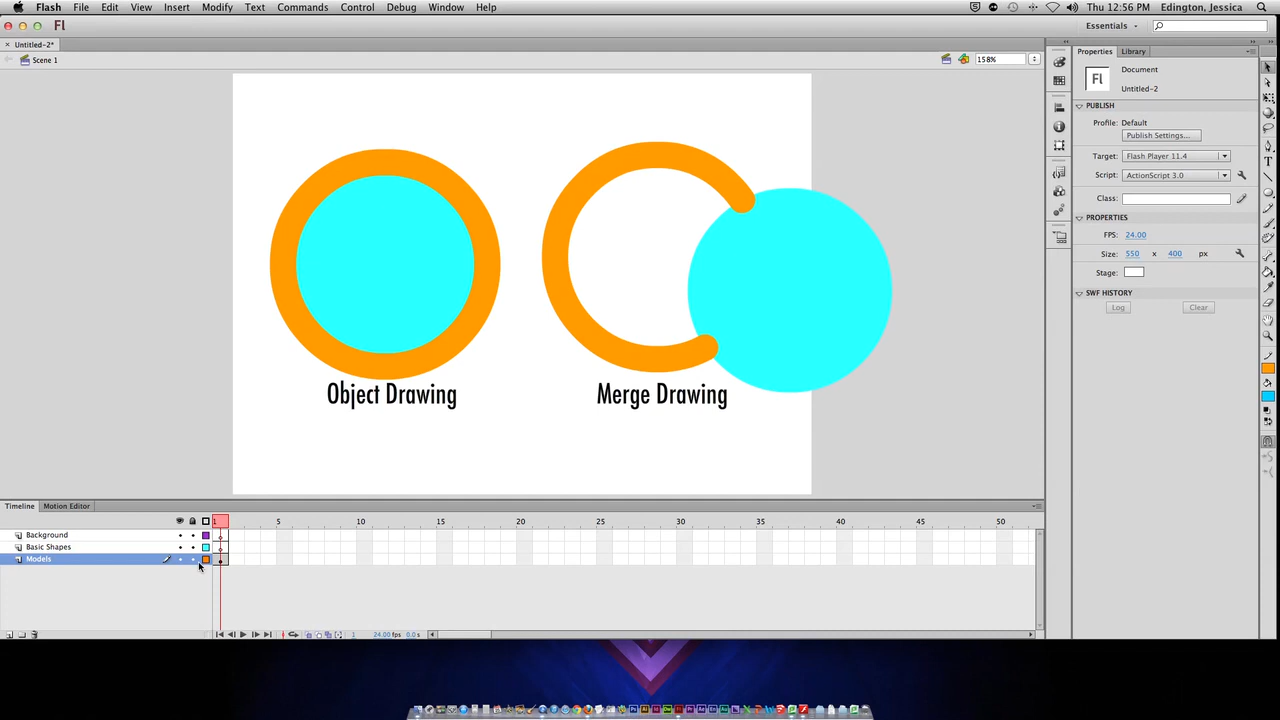 Flash File Edit View Insert Modify Text Commands Control Debug Window Help Thu 12:56 PM Edington, Jessica
Fl Essentials
Untitled-2*
Scene 1 158%
Properties Library
Fl Document
Untitled-2
PUBLISH
Profile: Default
Publish Settings...
Target: Flash Player 11.4
Script: ActionScript 3.0
Class:
PROPERTIES
FPS: 24.00
Size: 550 x 400 px
Stage:
SWF HISTORY
Log Clear
Object Drawing Merge Drawing
Timeline Motion Editor
1 5 10 15 20 25 30 35 40 45 50
Background
Basic Shapes
Models
1 24.00 fps 0.0 s